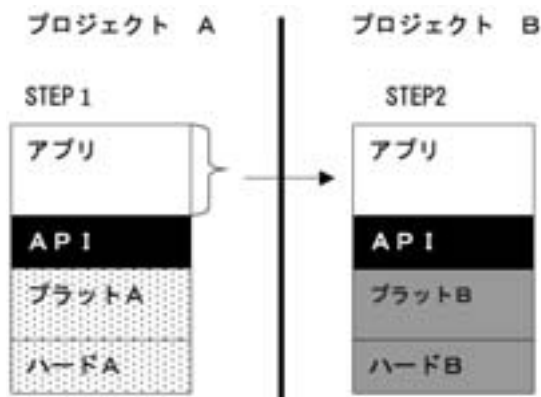 プロジェクト A
STEP 1
アプリ
API
プラットA
ハードA
プロジェクト B
STEP2
アプリ
API
プラットB
ハードB